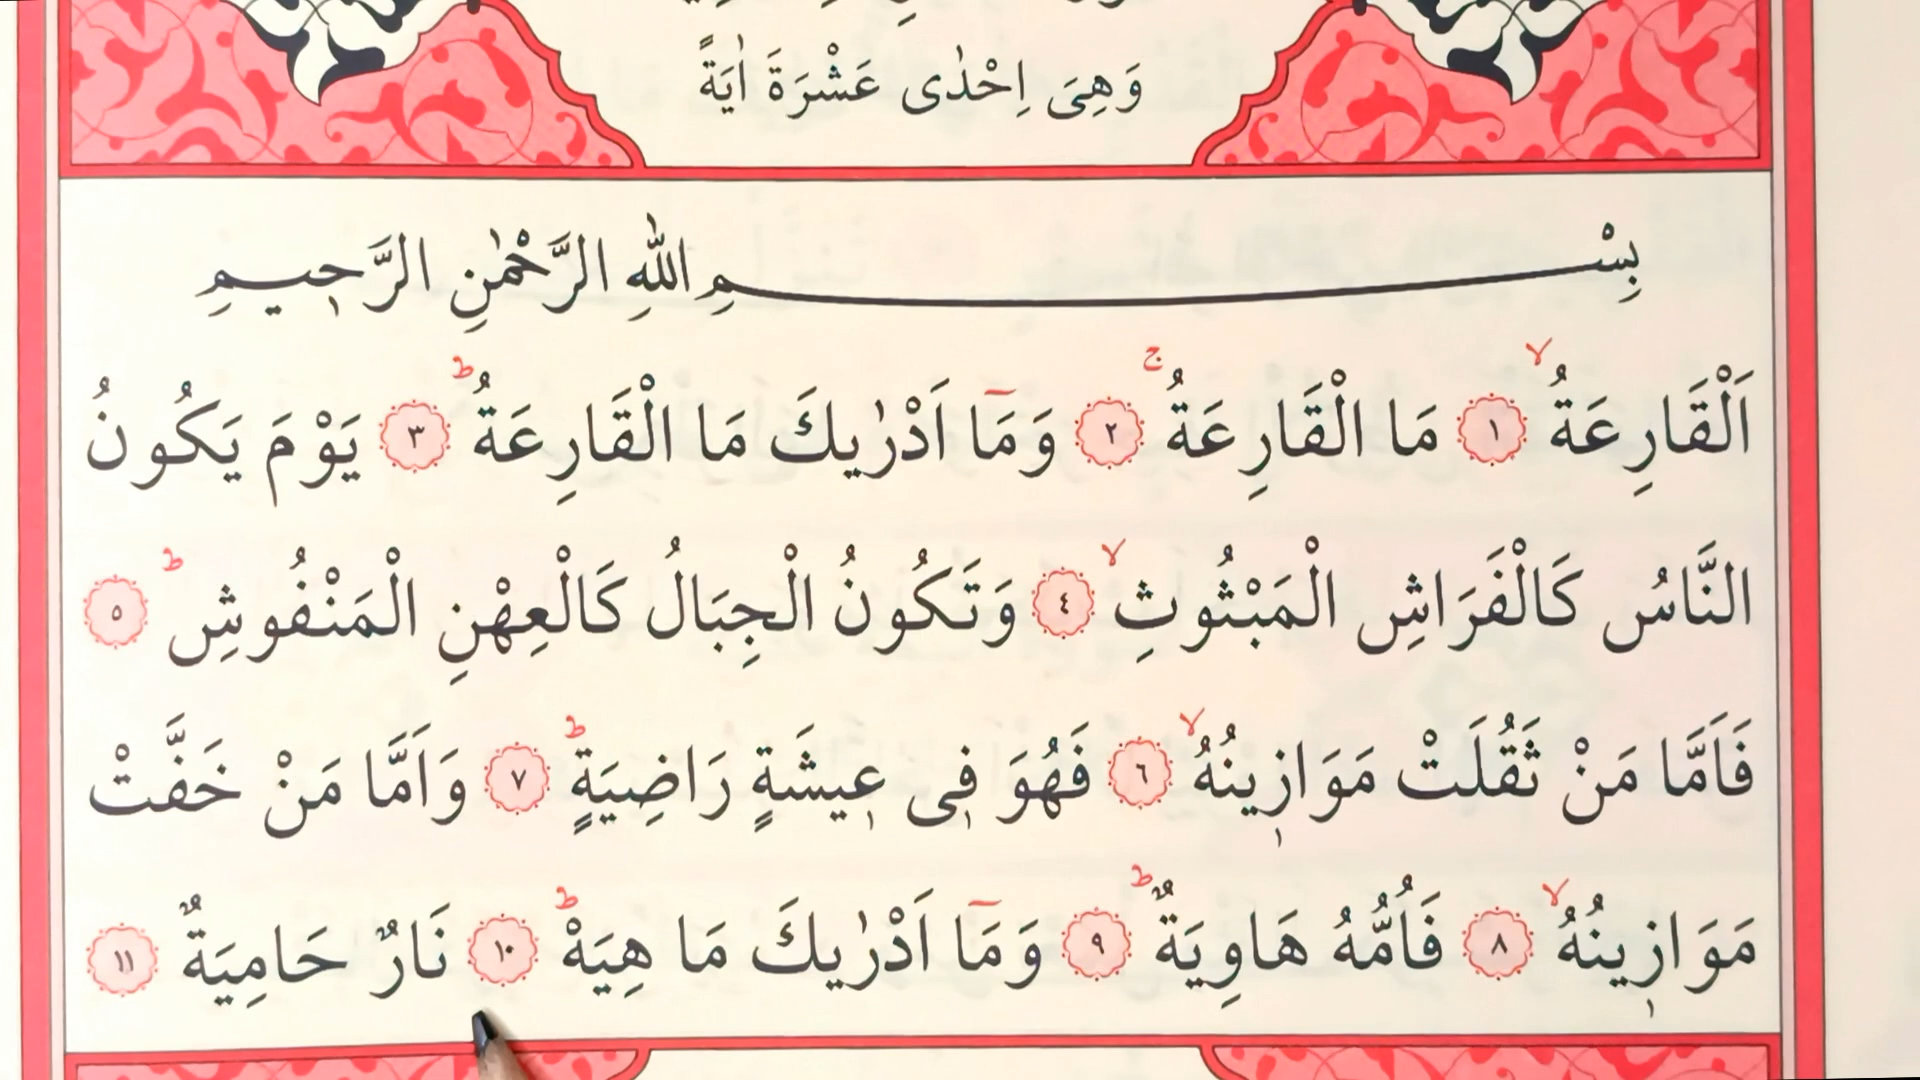 وَهِىَ اِحْدٰى عَشْرَةَ اٰيَةً
بِسْمِ اللّٰهِ الرَّحْمٰنِ الرَّح۪يمِ
اَلْقَارِعَةُۙ ﴿١﴾ مَا الْقَارِعَةُۚ ﴿٢﴾ وَمَٓا اَدْرٰيكَ مَا الْقَارِعَةُۜ ﴿٣﴾ يَوْمَ يَكُونُ
النَّاسُ كَالْفَرَاشِ الْمَبْثُوثِۙ ﴿٤﴾ وَتَكُونُ الْجِبَالُ كَالْعِهْنِ الْمَنْفُوشِۜ ﴿٥﴾
فَاَمَّا مَنْ ثَقُلَتْ مَوَاز۪ينُهُۙ ﴿٦﴾ فَهُوَ ف۪ى ع۪يشَةٍ رَاضِيَةٍۜ ﴿٧﴾ وَاَمَّا مَنْ خَفَّتْ
مَوَاز۪ينُهُۙ ﴿٨﴾ فَاُمُّهُ هَاوِيَةٌۜ ﴿٩﴾ وَمَٓا اَدْرٰيكَ مَا هِيَهْۜ ﴿١٠﴾ نَارٌ حَامِيَةٌ ﴿١١﴾